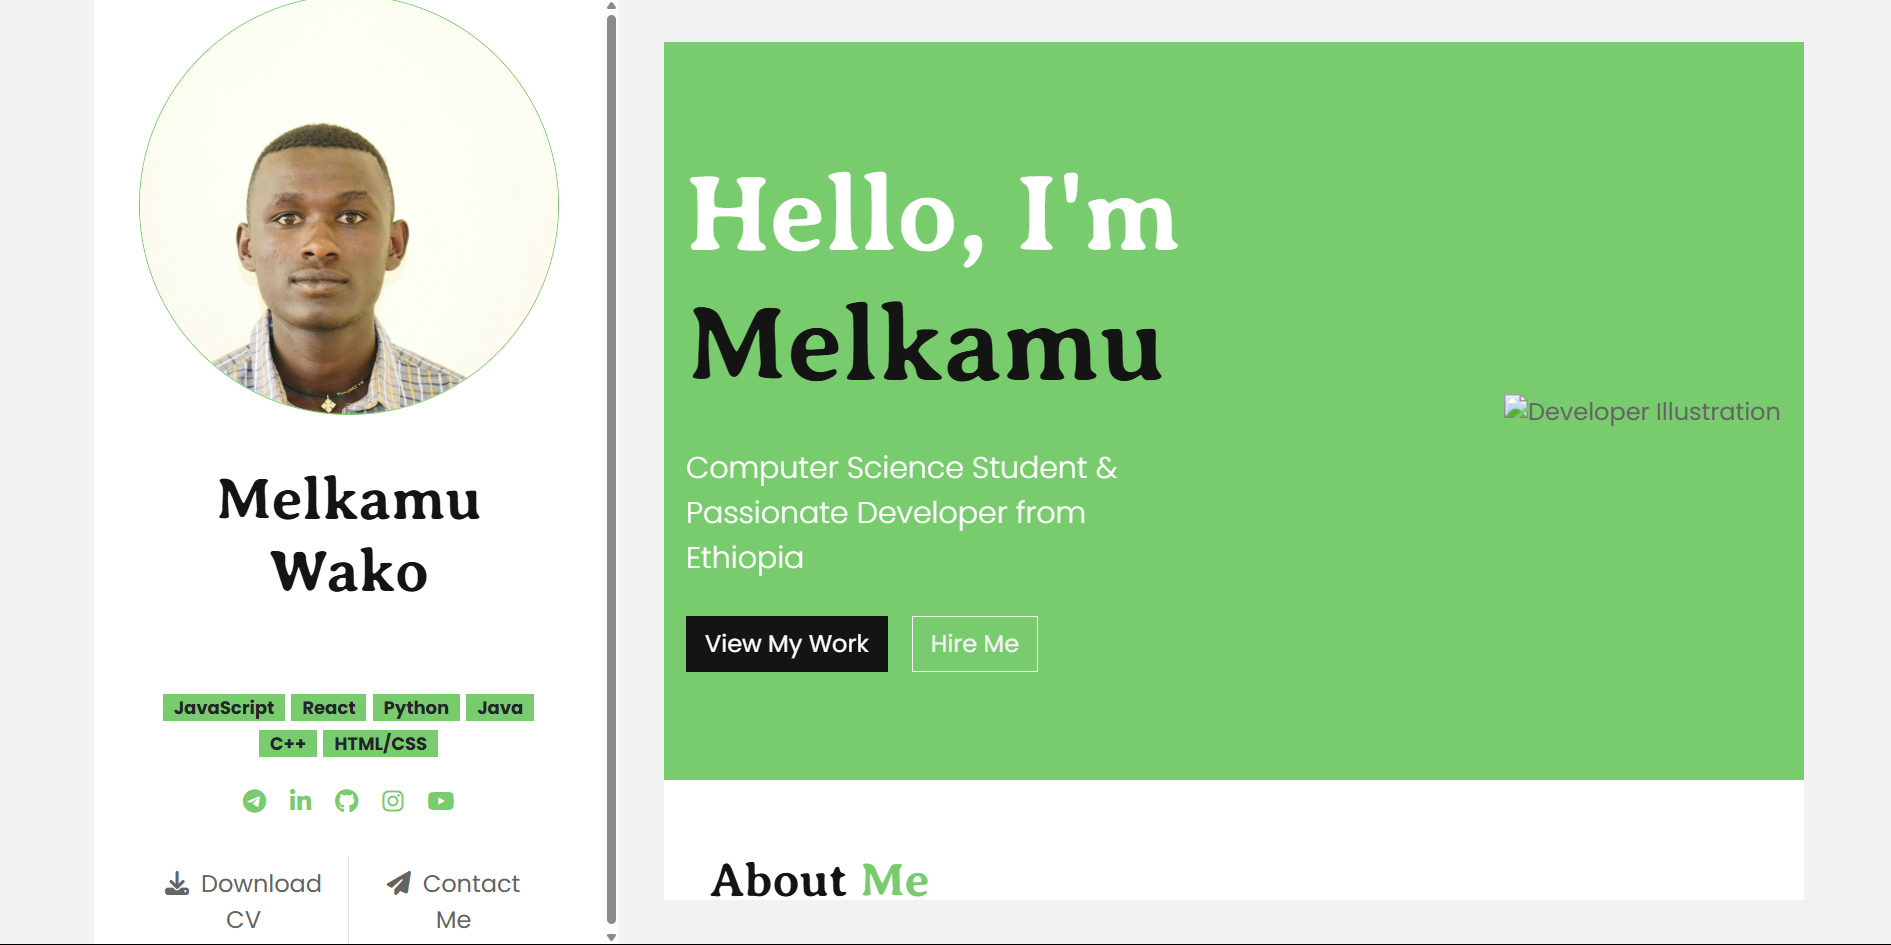 Melkamu
Wako
JavaScript React Python Java
C++ HTML/CSS
Download
CV
Contact
Me
Hello, I'm
Melkamu
Computer Science Student &
Passionate Developer from
Ethiopia
View My Work Hire Me
Developer Illustration
About Me